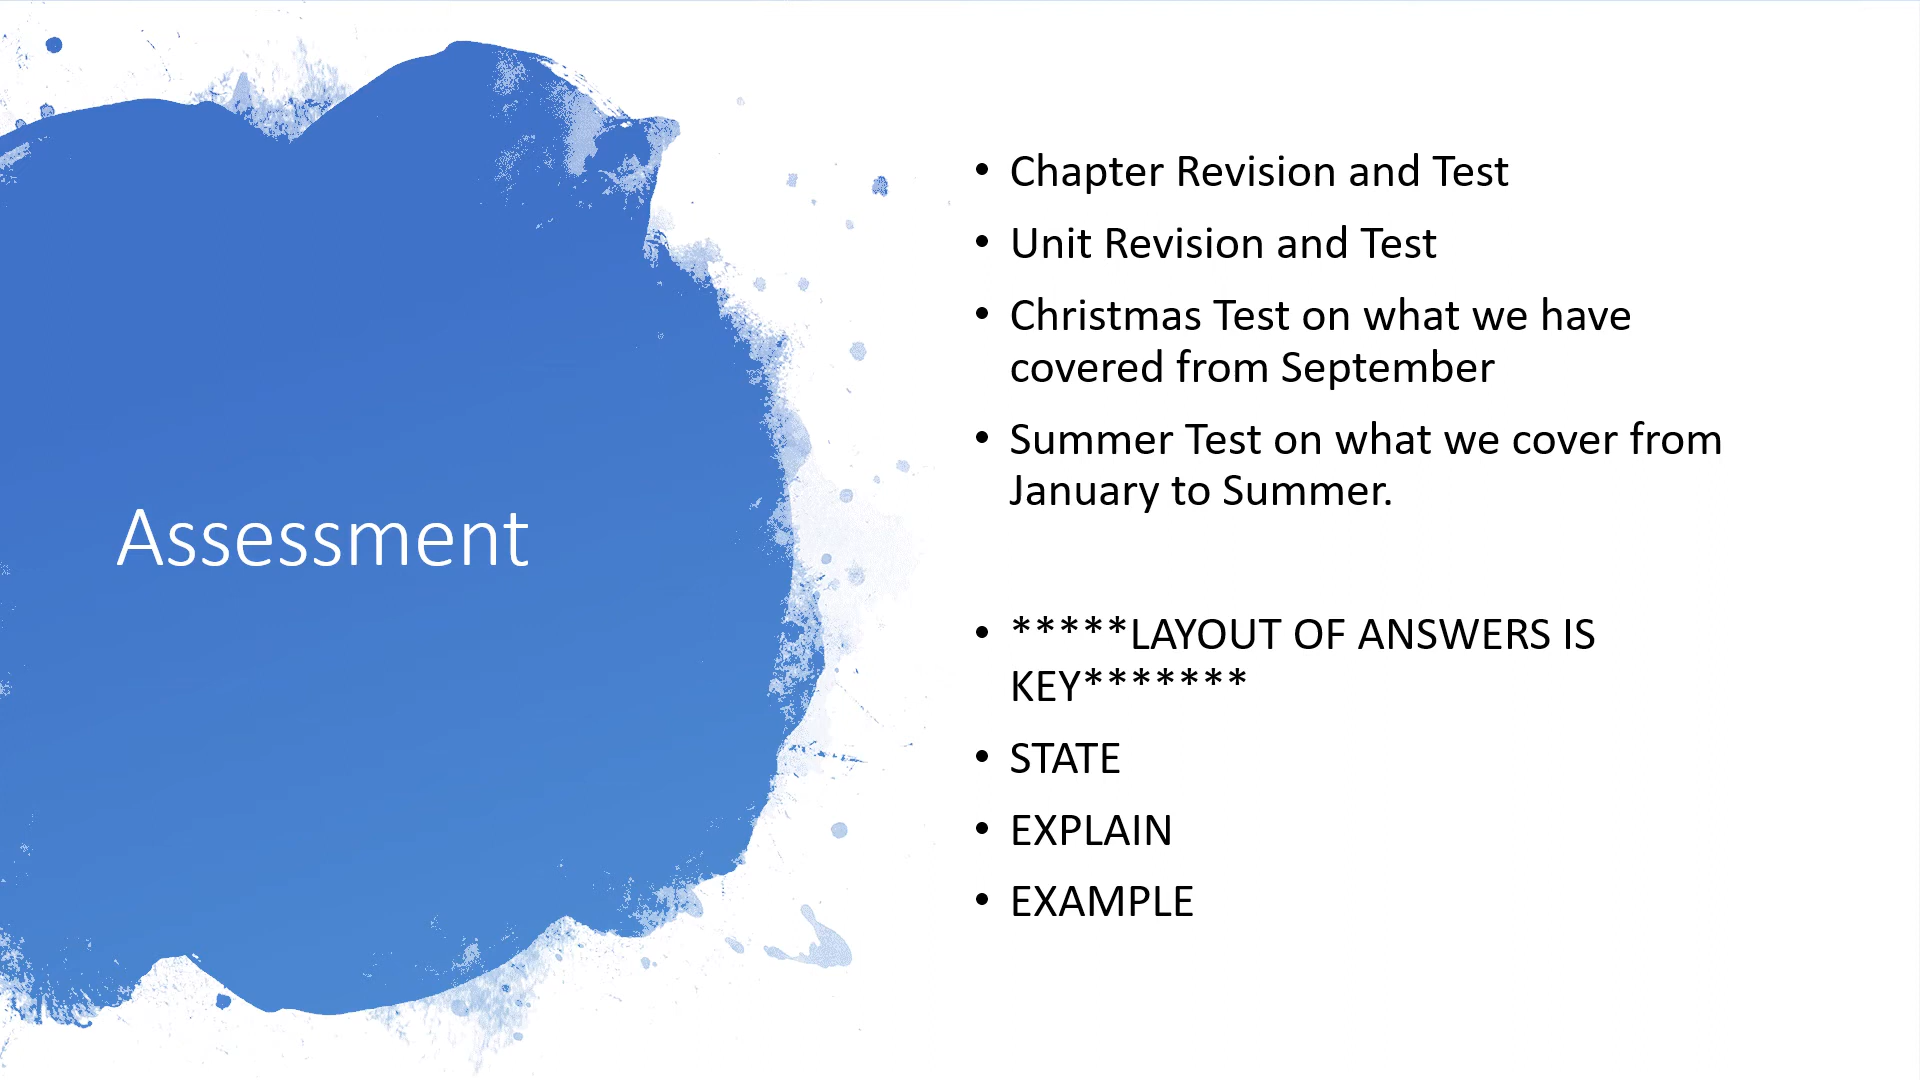 Assessment
• Chapter Revision and Test
• Unit Revision and Test
• Christmas Test on what we have
covered from September
• Summer Test on what we cover from
January to Summer.
• *****LAYOUT OF ANSWERS IS
KEY*******
• STATE
• EXPLAIN
• EXAMPLE